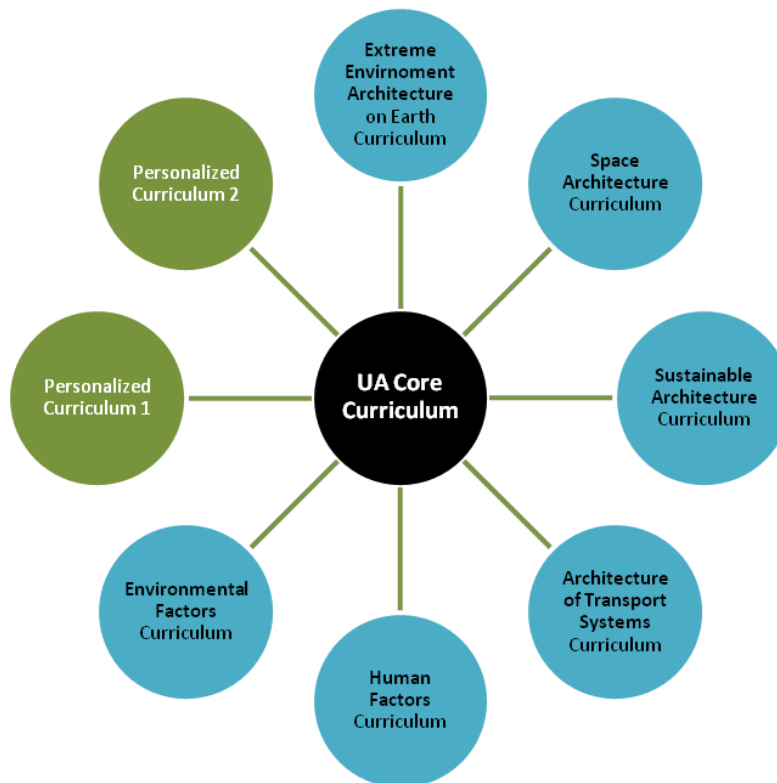 Extreme
Envirnoment
Architecture
on Earth
Curriculum
Space
Architecture
Curriculum
Sustainable
Architecture
Curriculum
Architecture
of Transport
Systems
Curriculum
Human
Factors
Curriculum
Environmental
Factors
Curriculum
Personalized
Curriculum 1
Personalized
Curriculum 2
UA Core
Curriculum